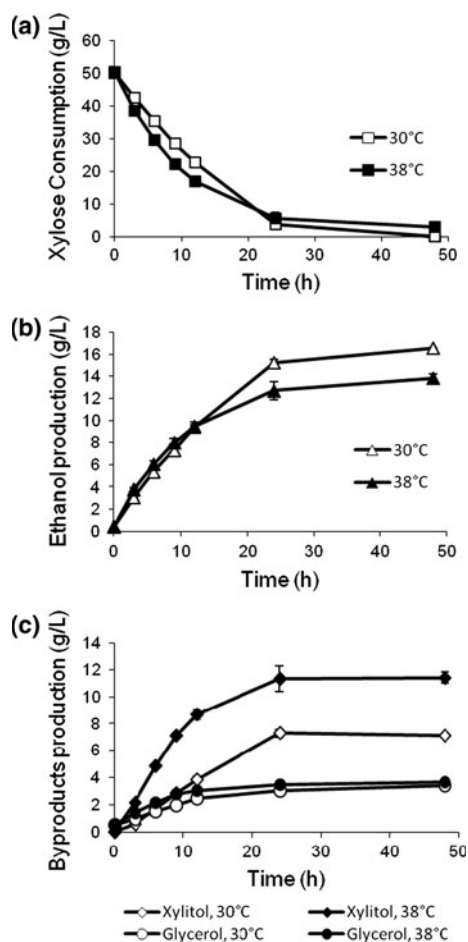 (a)
Xylose Consumption (g/L)
60
50
40
30
20
10
0
0 10 20 30 40 50
Time (h)
30°C
38°C
(b)
Ethanol production (g/L)
18
16
14
12
10
8
6
4
2
0
0 10 20 30 40 50
Time (h)
30°C
38°C
(c)
Byproducts production (g/L)
14
12
10
8
6
4
2
0
0 10 20 30 40 50
Time (h)
Xylitol, 30°C Xylitol, 38°C
Glycerol, 30°C Glycerol, 38°C